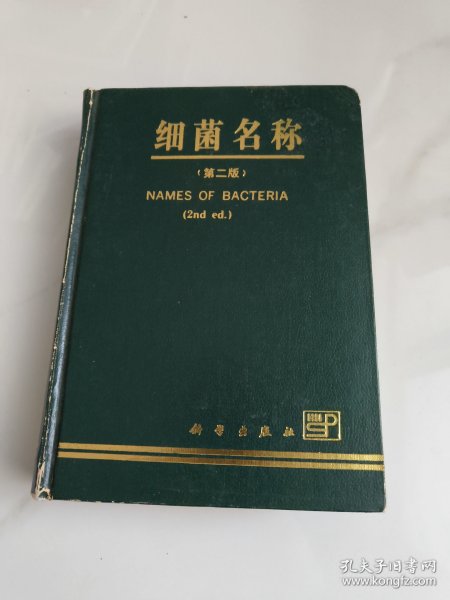 细菌名称
（第二版）
NAMES OF BACTERIA
(2nd ed.)
科学出版社
SP
孔夫子旧书网
www.kongfz.com